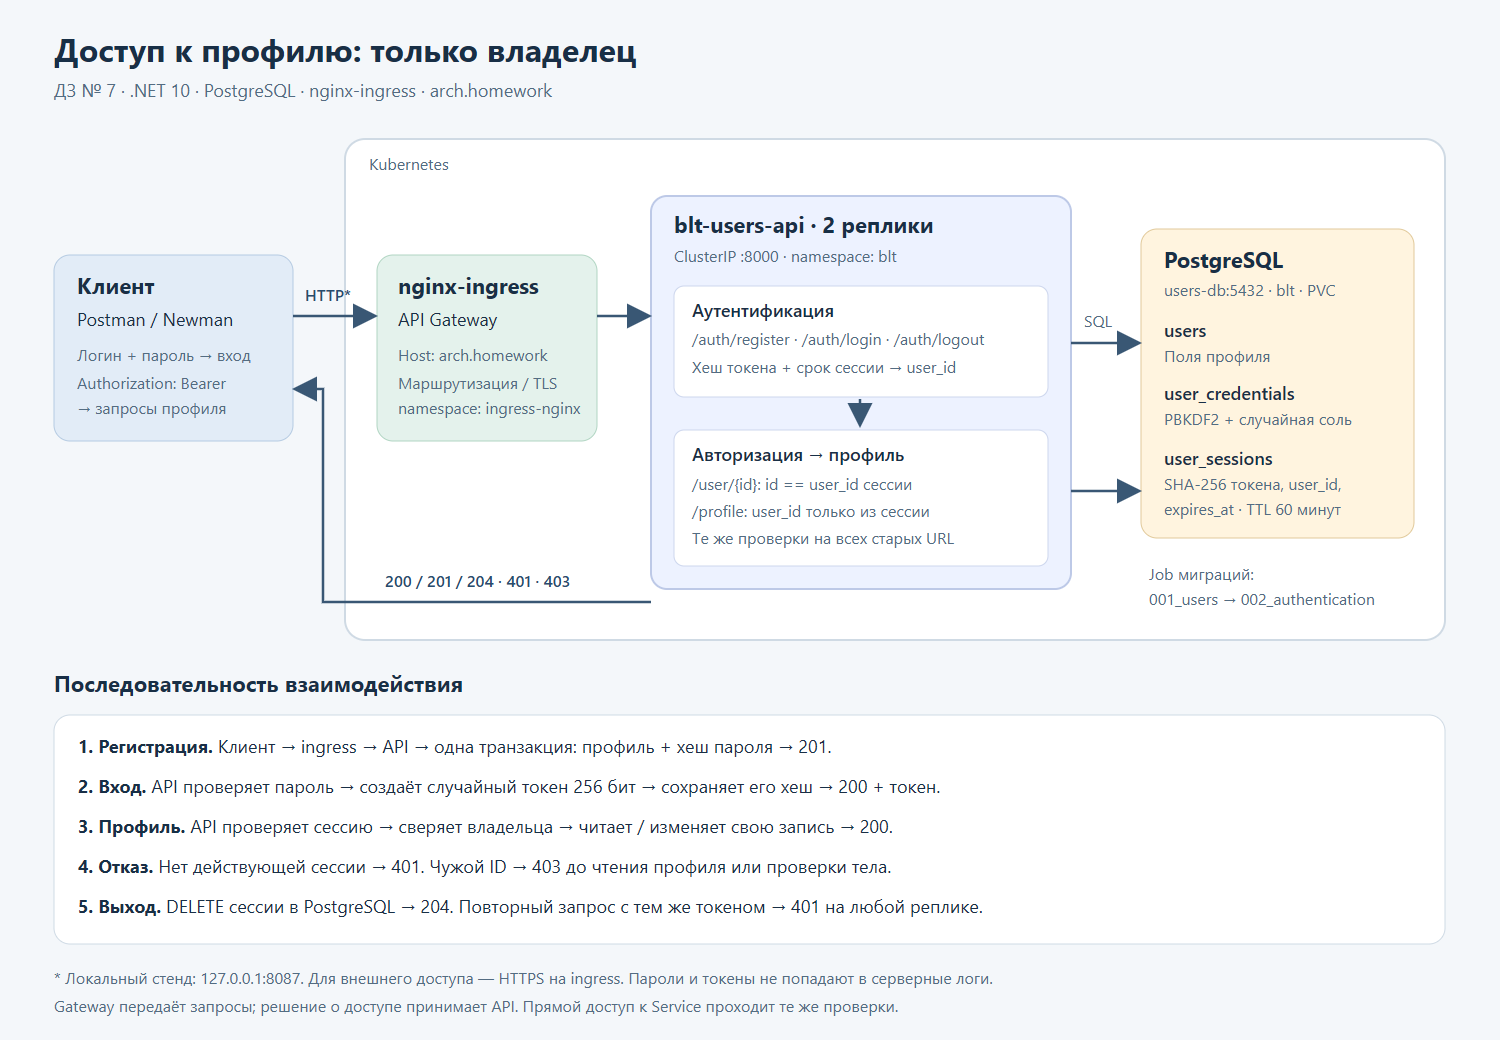 Доступ к профилю: только владелец
ДЗ № 7 · .NET 10 · PostgreSQL · nginx-ingress · arch.homework
Kubernetes
Клиент
Postman / Newman
Логин + пароль → вход
Authorization: Bearer
→ запросы профиля
HTTP*
nginx-ingress
API Gateway
Host: arch.homework
Маршрутизация / TLS
namespace: ingress-nginx
blt-users-api · 2 реплики
ClusterIP :8000 · namespace: blt
Аутентификация
/auth/register · /auth/login · /auth/logout
Хеш токена + срок сессии → user_id
Авторизация → профиль
/user/{id}: id == user_id сессии
/profile: user_id только из сессии
Те же проверки на всех старых URL
SQL
PostgreSQL
users-db:5432 · blt · PVC
users
Поля профиля
user_credentials
PBKDF2 + случайная соль
user_sessions
SHA-256 токена, user_id,
expires_at · TTL 60 минут
Job миграций:
001_users → 002_authentication
200 / 201 / 204 · 401 · 403
Последовательность взаимодействия
1. Регистрация. Клиент → ingress → API → одна транзакция: профиль + хеш пароля → 201.
2. Вход. API проверяет пароль → создаёт случайный токен 256 бит → сохраняет его хеш → 200 + токен.
3. Профиль. API проверяет сессию → сверяет владельца → читает / изменяет свою запись → 200.
4. Отказ. Нет действующей сессии → 401. Чужой ID → 403 до чтения профиля или проверки тела.
5. Выход. DELETE сессии в PostgreSQL → 204. Повторный запрос с тем же токеном → 401 на любой реплике.
* Локальный стенд: 127.0.0.1:8087. Для внешнего доступа — HTTPS на ingress. Пароли и токены не попадают в серверные логи.
Gateway передаёт запросы; решение о доступе принимает API. Прямой доступ к Service проходит те же проверки.